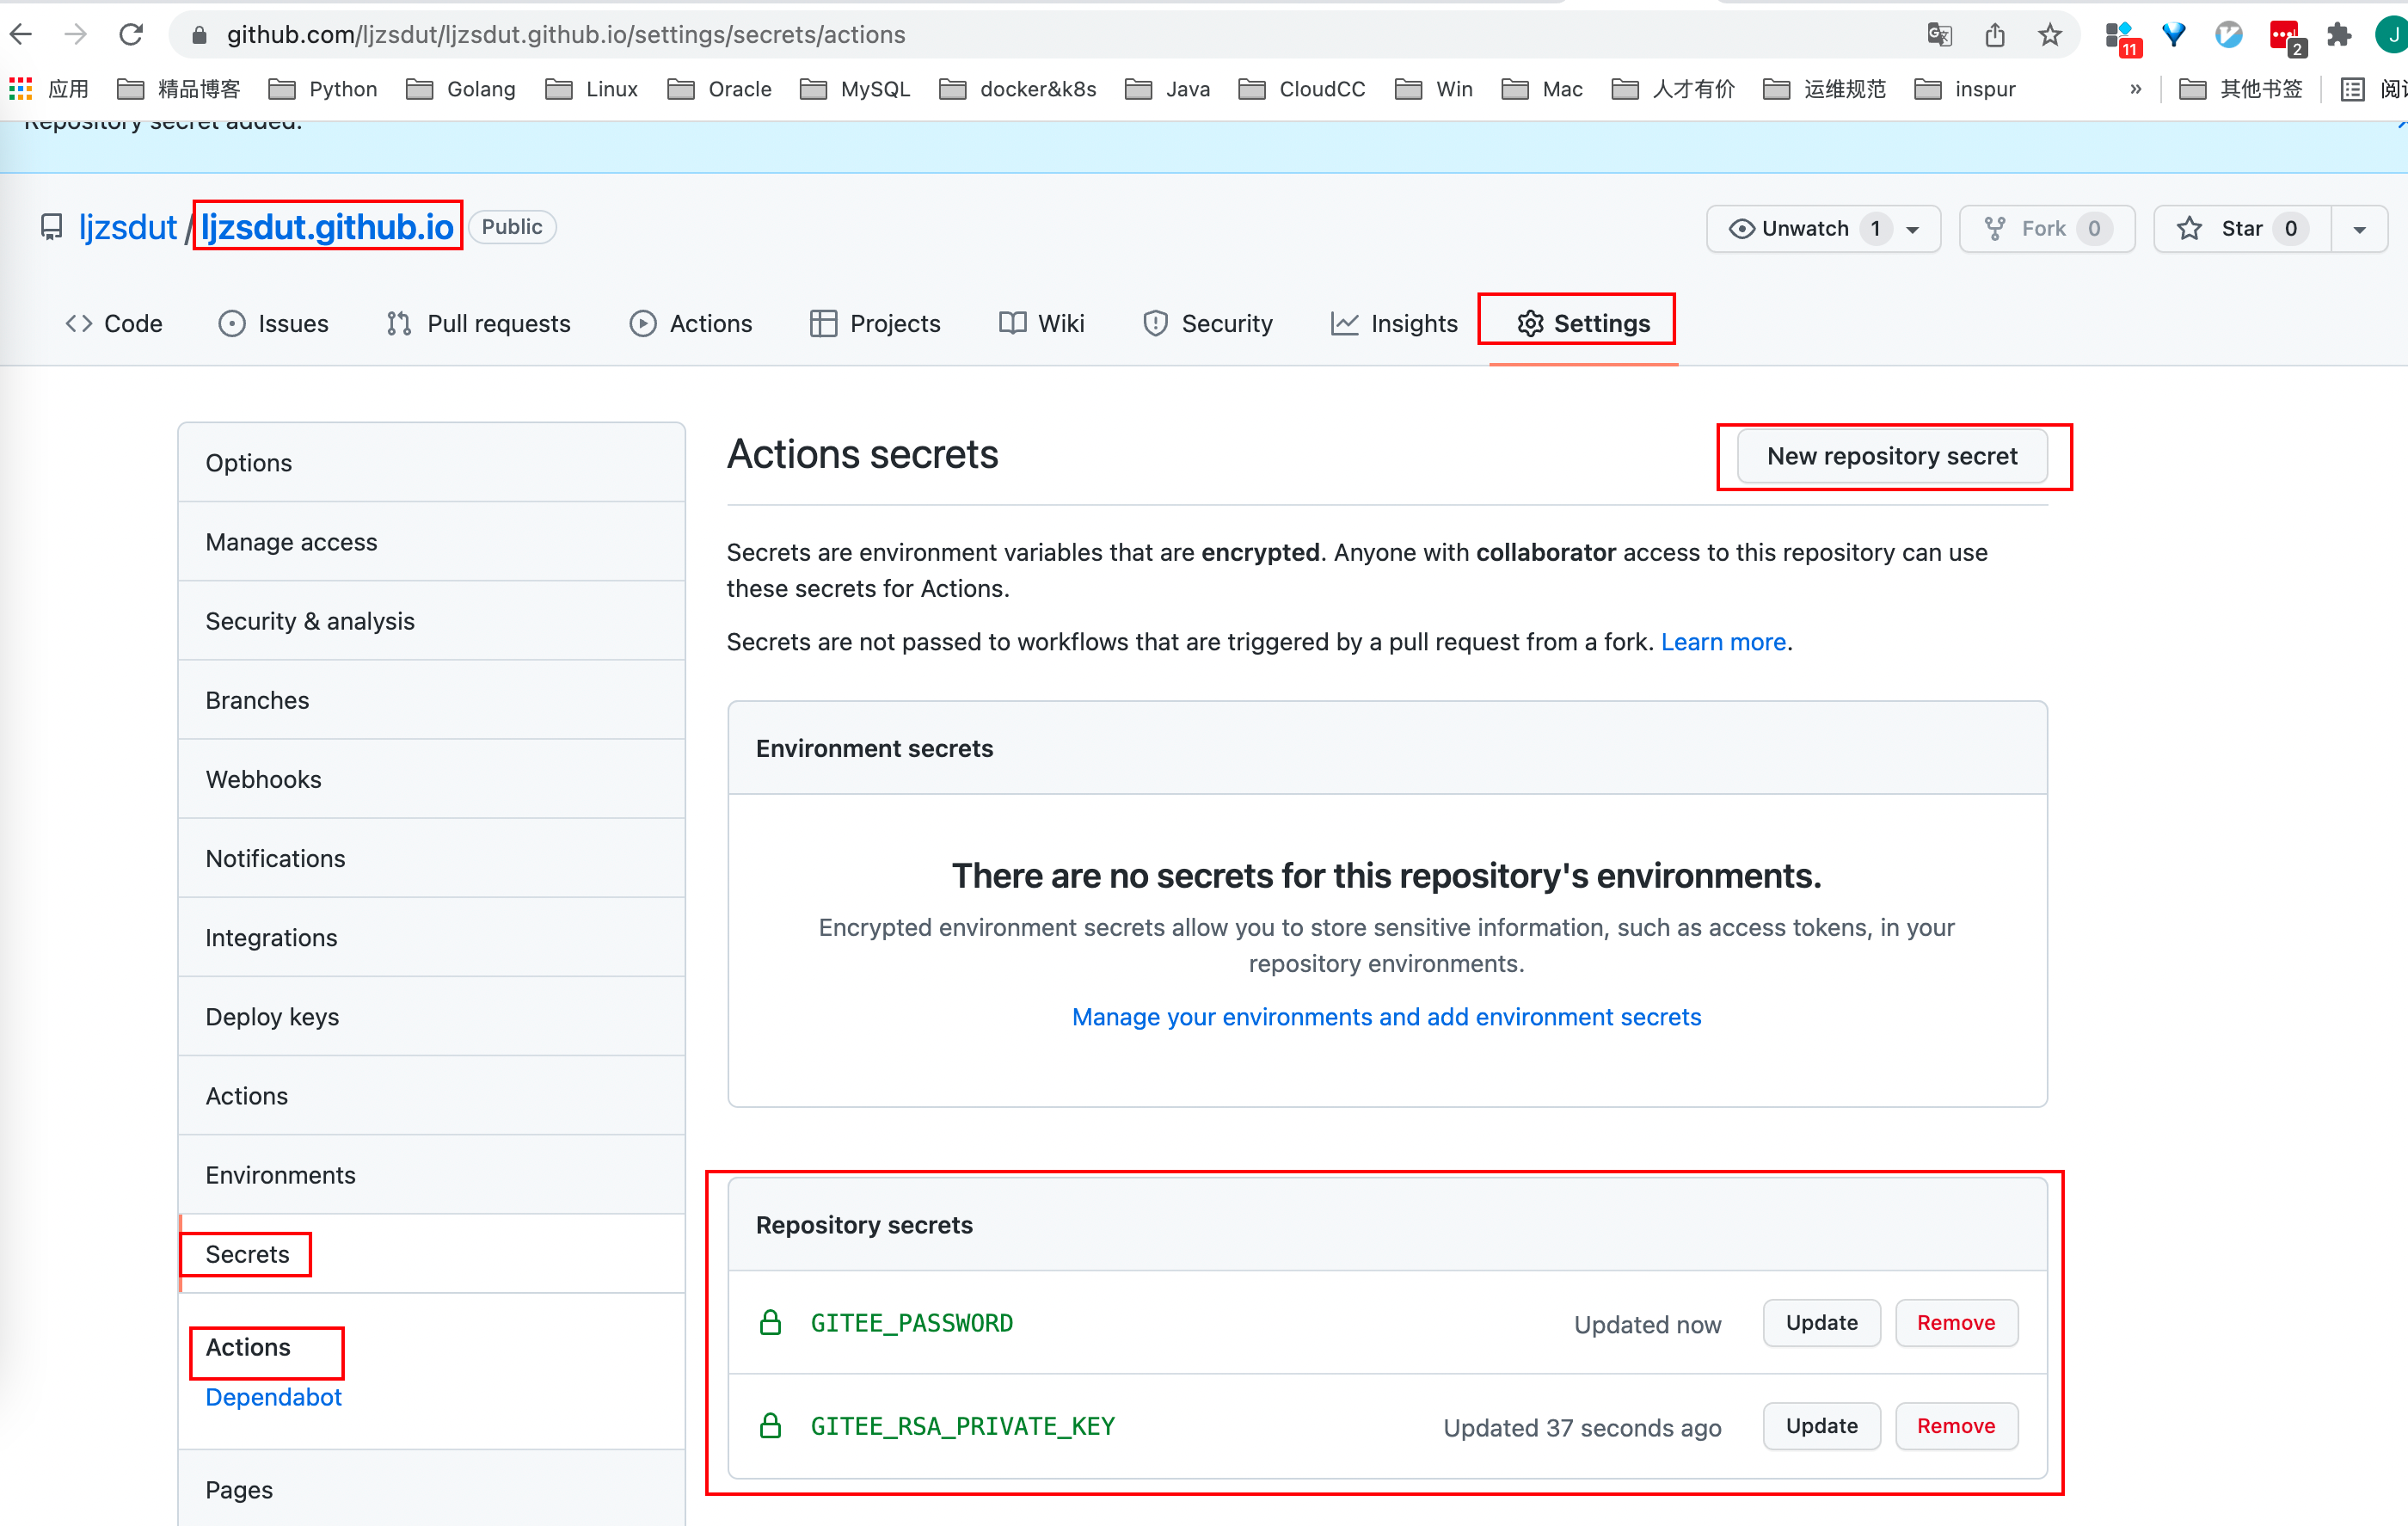 github.com/ljzsdut/ljzsdut.github.io/settings/secrets/actions
11
2
J
应用 精品博客 Python Golang Linux Oracle MySQL docker&k8s Java CloudCC Win Mac 人才有价 运维规范 inspur » 其他书签
Repository secret added.
ljzsdut / ljzsdut.github.io Public
Unwatch 1 Fork 0 Star 0
Code Issues Pull requests Actions Projects Wiki Security Insights Settings
Options
Manage access
Security & analysis
Branches
Webhooks
Notifications
Integrations
Deploy keys
Actions
Environments
Secrets
Actions
Dependabot
Pages
Actions secrets
New repository secret
Secrets are environment variables that are encrypted. Anyone with collaborator access to this repository can use
these secrets for Actions.
Secrets are not passed to workflows that are triggered by a pull request from a fork. Learn more.
Environment secrets
There are no secrets for this repository's environments.
Encrypted environment secrets allow you to store sensitive information, such as access tokens, in your
repository environments.
Manage your environments and add environment secrets
Repository secrets
GITEE_PASSWORD Updated now Update Remove
GITEE_RSA_PRIVATE_KEY Updated 37 seconds ago Update Remove